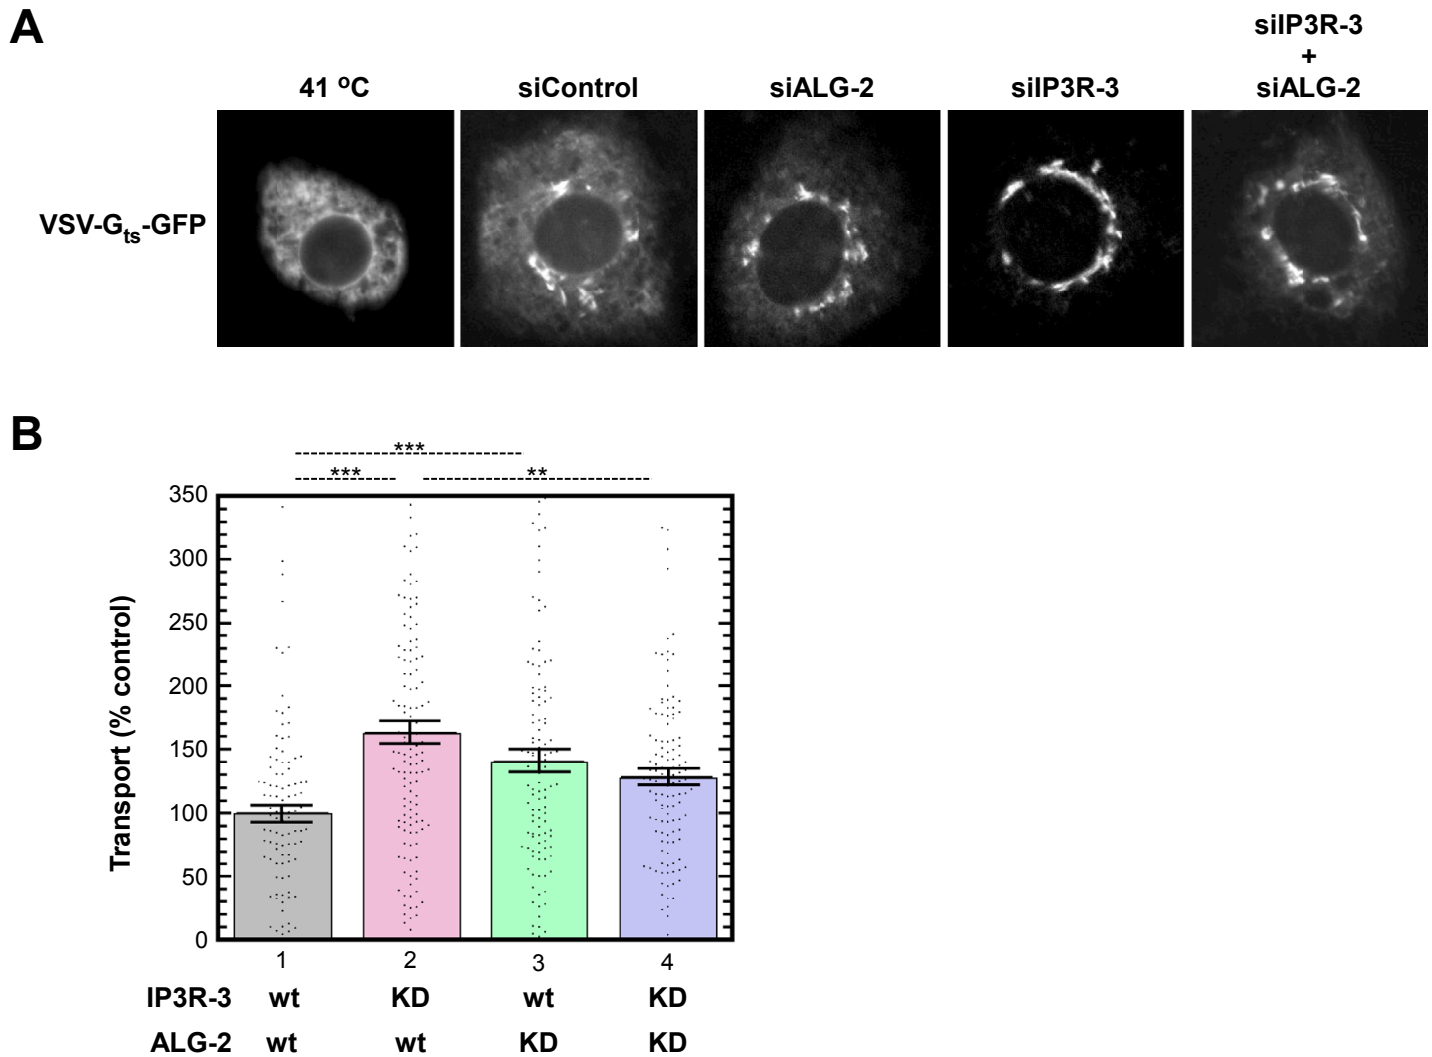 A
41 °C
siControl
siALG-2
siIP3R-3
siIP3R-3
+
siALG-2
VSV-Gts-GFP
B
***
*** **
350
300
250
200
150
100
50
0
Transport (% control)
1 2 3 4
IP3R-3 wt KD wt KD
ALG-2 wt wt KD KD